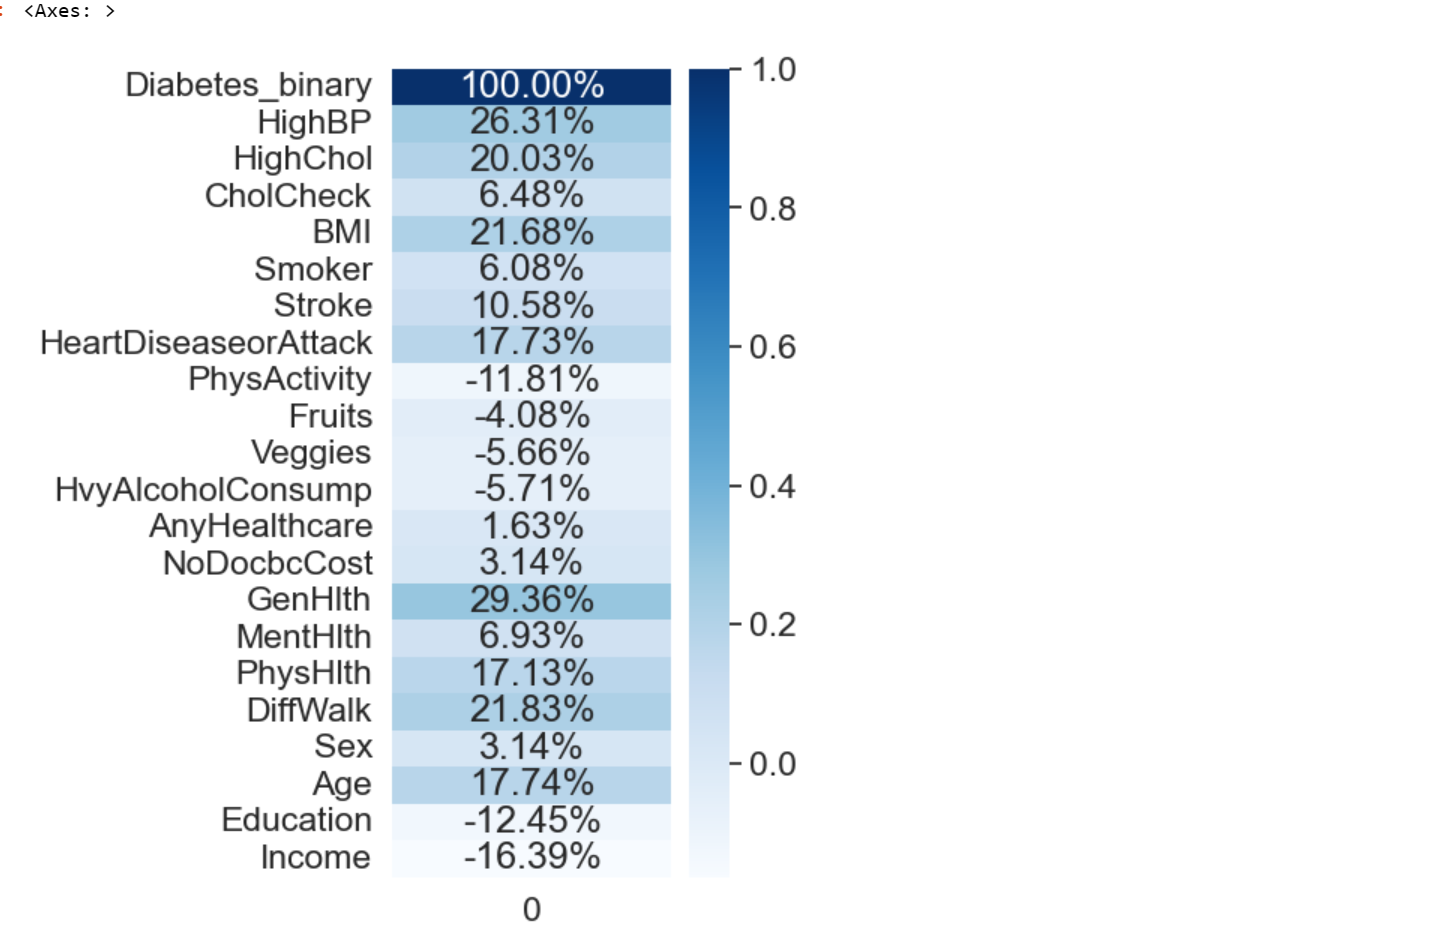 : <Axes: >
Diabetes_binary 100.00%
HighBP 26.31%
HighChol 20.03%
CholCheck 6.48%
BMI 21.68%
Smoker 6.08%
Stroke 10.58%
HeartDiseaseorAttack 17.73%
PhysActivity -11.81%
Fruits -4.08%
Veggies -5.66%
HvyAlcoholConsump -5.71%
AnyHealthcare 1.63%
NoDocbcCost 3.14%
GenHlth 29.36%
MentHlth 6.93%
PhysHlth 17.13%
DiffWalk 21.83%
Sex 3.14%
Age 17.74%
Education -12.45%
Income -16.39%
0
1.0
0.8
0.6
0.4
0.2
0.0